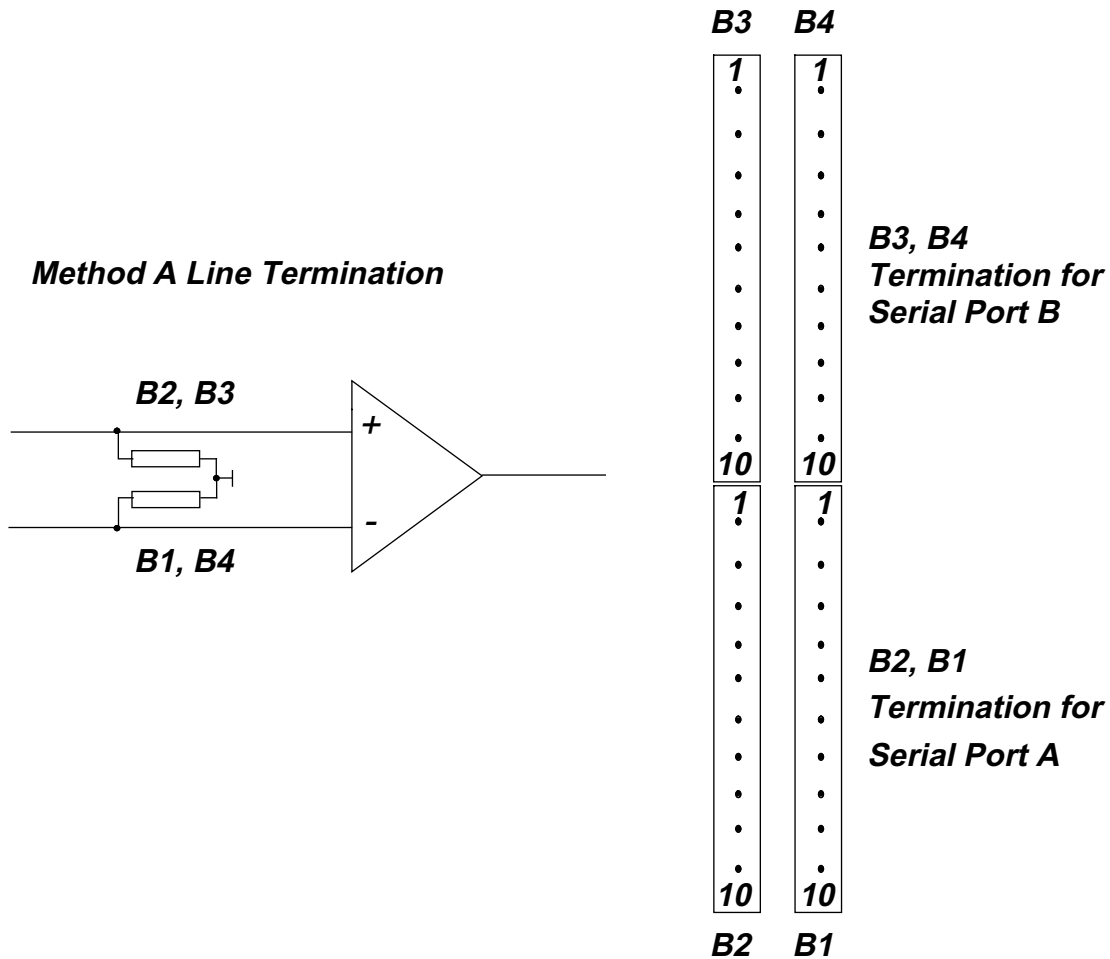 B3 B4
1 1
B3, B4
Termination for
Serial Port B
Method A Line Termination
B2, B3
+
-
B1, B4
10 10
1 1
B2, B1
Termination for
Serial Port A
10 10
B2 B1